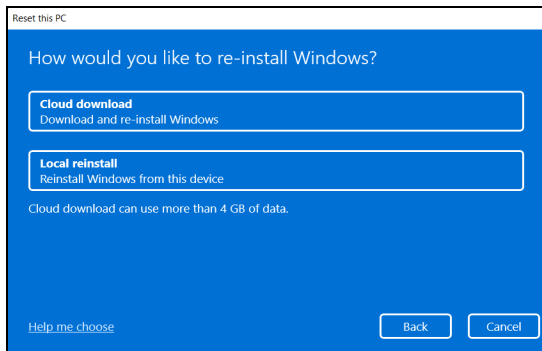 Reset this PC
How would you like to re-install Windows?
Cloud download
Download and re-install Windows
Local reinstall
Reinstall Windows from this device
Cloud download can use more than 4 GB of data.
Help me choose
Back
Cancel